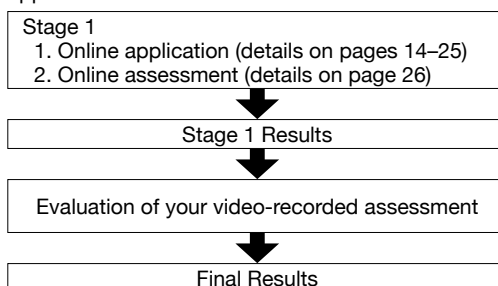 Stage 1
1. Online application (details on pages 14–25)
2. Online assessment (details on page 26)
Stage 1 Results
Evaluation of your video-recorded assessment
Final Results